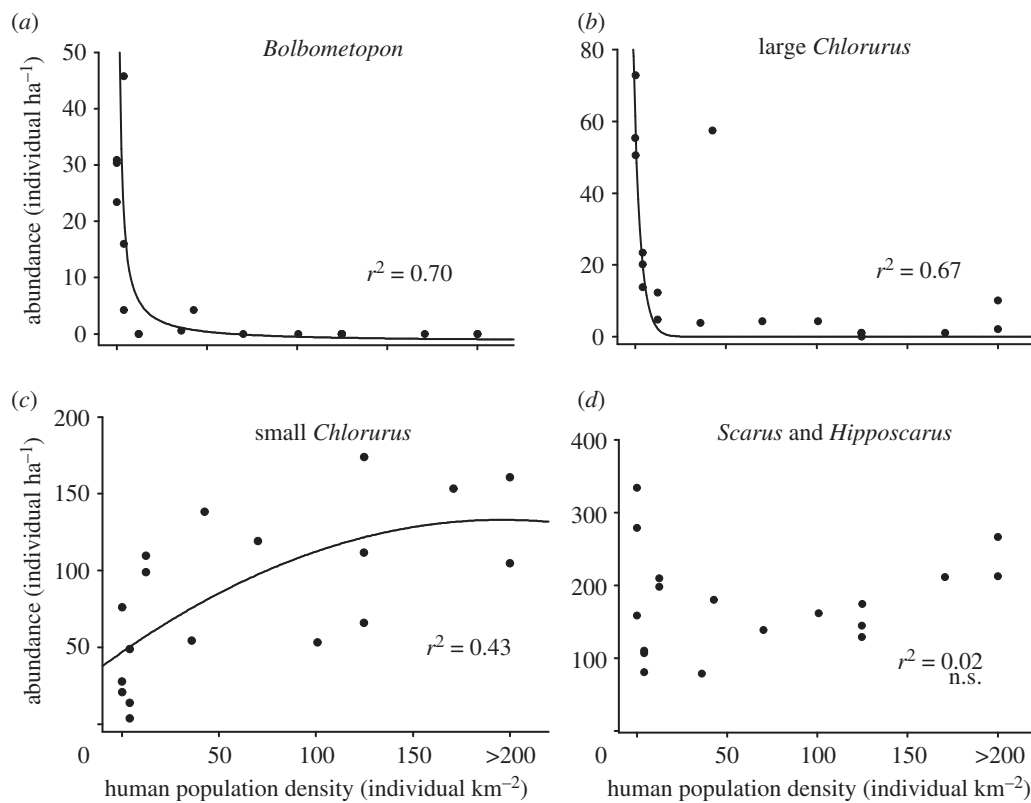 (a)
Bolbometopon
abundance (individual ha⁻¹)
50
40
30
20
10
0
r² = 0.70
(b)
large Chlorurus
80
60
40
20
0
r² = 0.67
(c)
small Chlorurus
abundance (individual ha⁻¹)
200
150
100
50
r² = 0.43
0
50
100
150
>200
human population density (individual km⁻²)
(d)
Scarus and Hipposcarus
400
300
200
100
r² = 0.02
n.s.
0
50
100
150
>200
human population density (individual km⁻²)